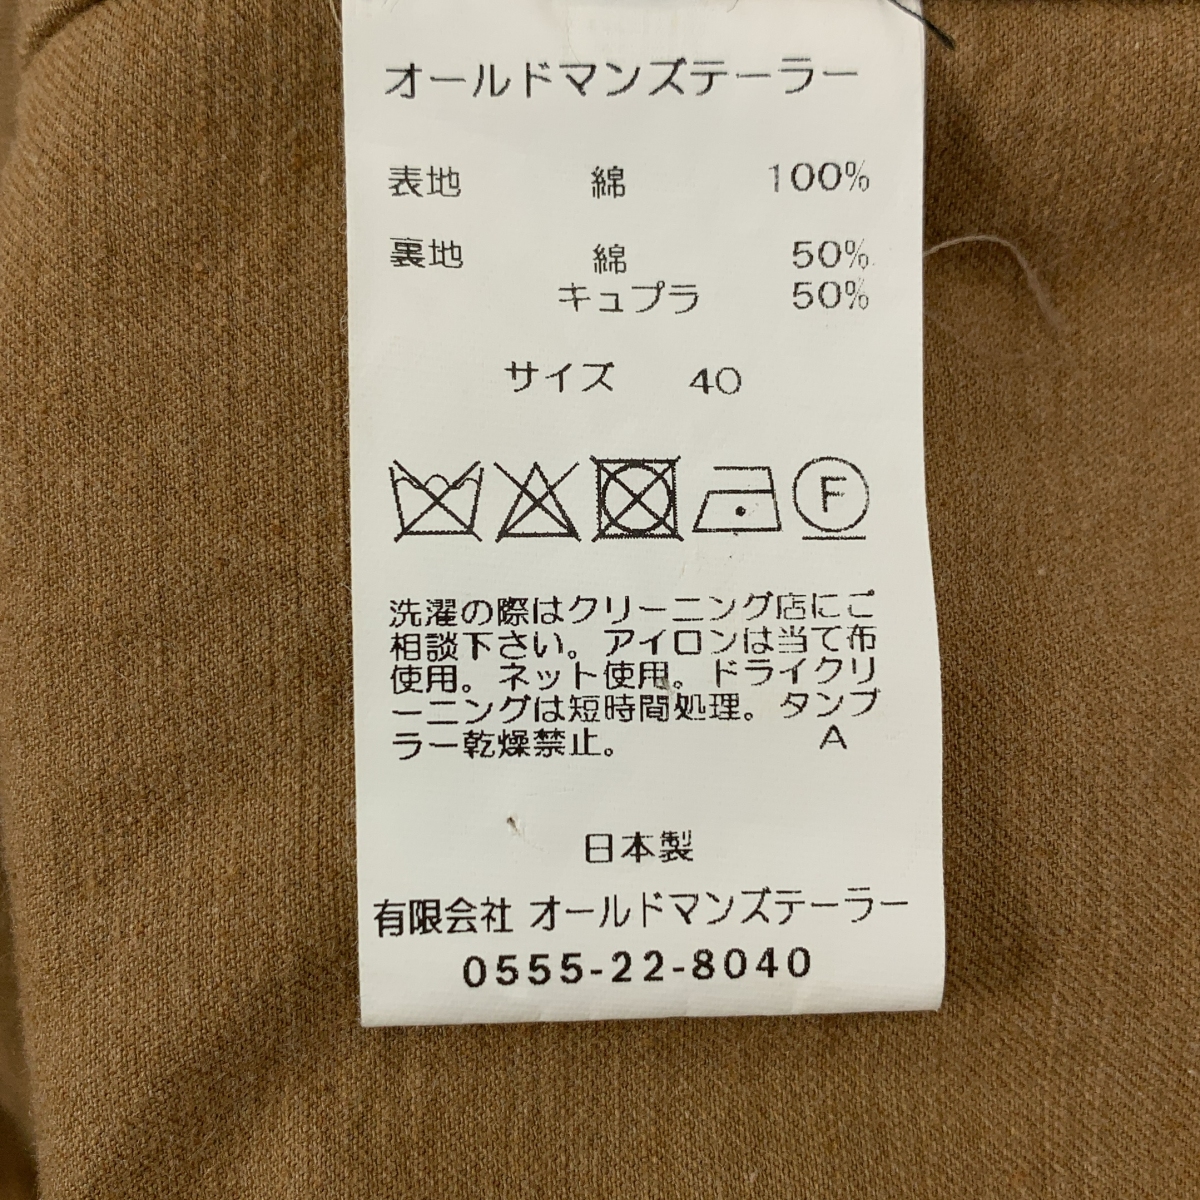 オールドマンズテーラー
表地 綿 100%
裏地 綿 50%
キュプラ 50%
サイズ 40
F
洗濯の際はクリーニング店にご
相談下さい。アイロンは当て布
使用。ネット使用。ドライクリ
ーニングは短時間処理。タンブ
ラー乾燥禁止。 A
日本製
有限会社 オールドマンズテーラー
0555-22-8040